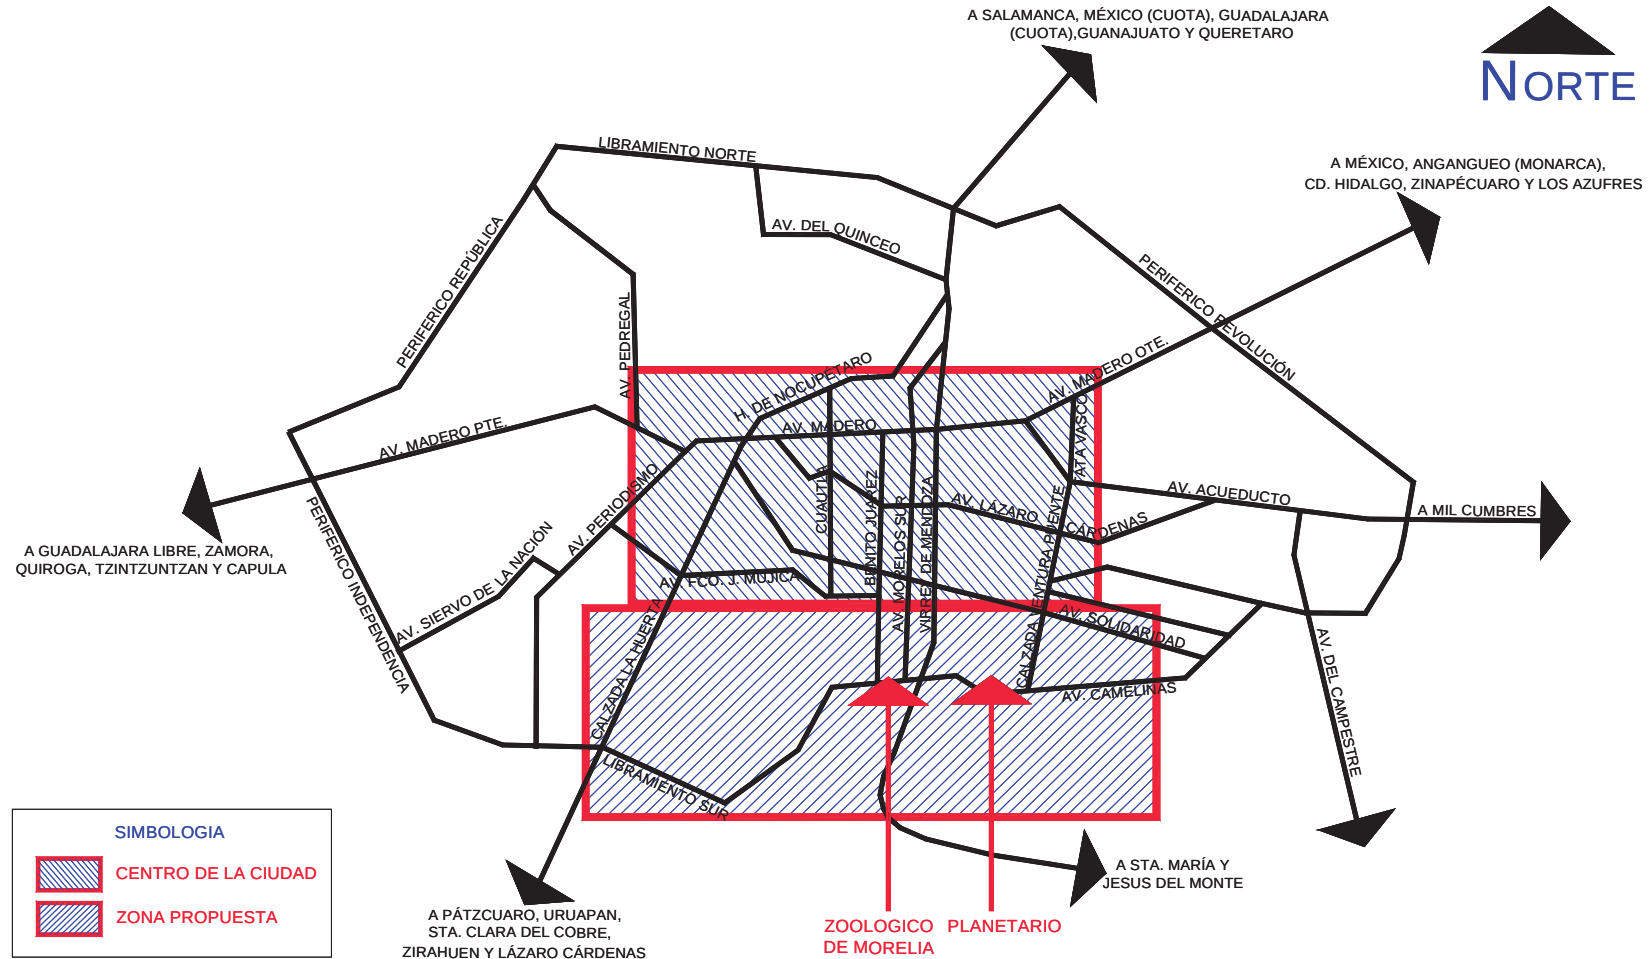 A SALAMANCA, MÉXICO (CUOTA), GUADALAJARA
(CUOTA),GUANAJUATO Y QUERETARO
NORTE
LIBRAMIENTO NORTE
A MÉXICO, ANGANGUEO (MONARCA),
CD. HIDALGO, ZINAPÉCUARO Y LOS AZUFRES
AV. DEL QUINCEO
PERIFERICO REPÚBLICA
PERIFERICO REVOLUCIÓN
AV. PEDREGAL
H. DE NOCUPÉTARO
AV. MADERO OTE.
AV. MADERO PTE.
AV. MADERO
TATA VASCO
AV. PERIODISMO
CUAUTLA
BENITO JUAREZ
AV. MORELOS SUR
VIRREY DE MENDOZA
AV. LÁZARO
CÁRDENAS
CALZADA VENTURA PUENTE
AV. ACUEDUCTO
A MIL CUMBRES
A GUADALAJARA LIBRE, ZAMORA,
QUIROGA, TZINTZUNTZAN Y CAPULA
PERIFERICO INDEPENDENCIA
AV. SIERVO DE LA NACIÓN
AV. FCO. J. MUJICA
CALZADA LA HUERTA
AV. SOLIDARIDAD
AV. CAMELINAS
AV. DEL CAMPESTRE
LIBRAMIENTO SUR
SIMBOLOGIA
CENTRO DE LA CIUDAD
ZONA PROPUESTA
A STA. MARÍA Y
JESUS DEL MONTE
A PÁTZCUARO, URUAPAN,
STA. CLARA DEL COBRE,
ZIRAHUEN Y LÁZARO CÁRDENAS
ZOOLOGICO
DE MORELIA
PLANETARIO